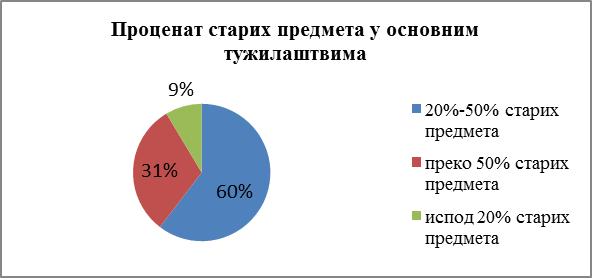 Проценат старих предмета у основним
тужилаштвима
9%
31%
60%
20%-50% старих
предмета
преко 50% старих
предмета
испод 20% старих
предмета